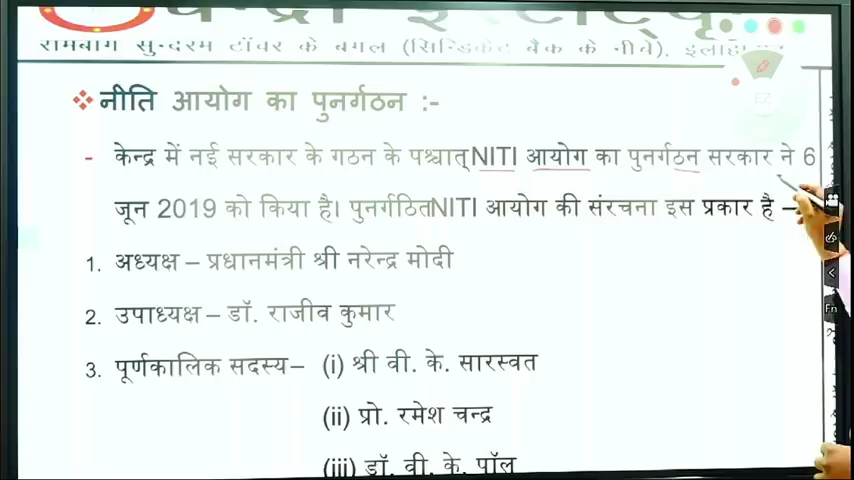 रामबाग सुन्दरम टॉवर के बगल (सिन्डिकेट बैंक के नीचे), इलाहाबाद
❖ नीति आयोग का पुनर्गठन :-
- केन्द्र में नई सरकार के गठन के पश्चात् NITI आयोग का पुनर्गठन सरकार ने 6
जून 2019 को किया है। पुनर्गठित NITI आयोग की संरचना इस प्रकार है –
1. अध्यक्ष – प्रधानमंत्री श्री नरेन्द्र मोदी
2. उपाध्यक्ष – डॉ. राजीव कुमार
3. पूर्णकालिक सदस्य– (i) श्री वी. के. सारस्वत
(ii) प्रो. रमेश चन्द्र
(iii) डॉ. वी. के. पॉल
EZ
Fn